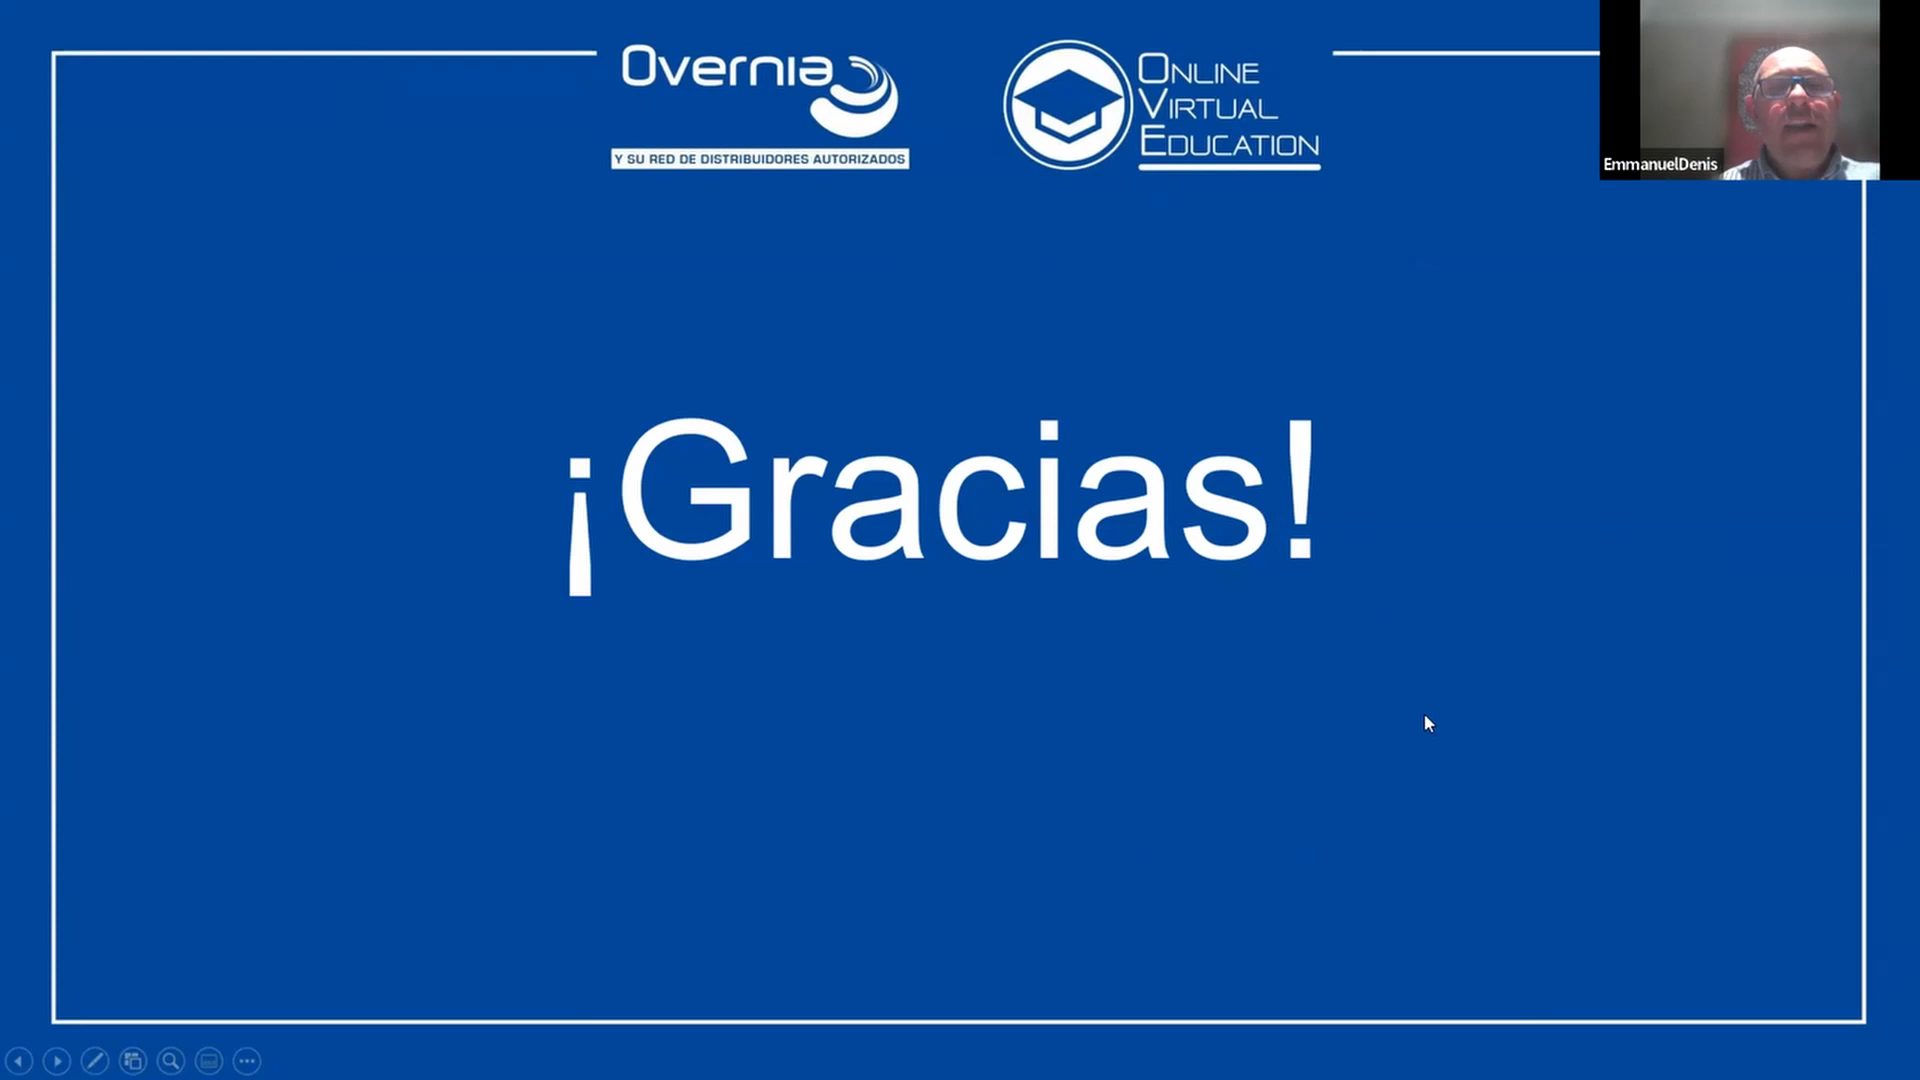 Overnia
Y SU RED DE DISTRIBUIDORES AUTORIZADOS
ONLINE
VIRTUAL
EDUCATION
EmmanuelDenis
¡Gracias!